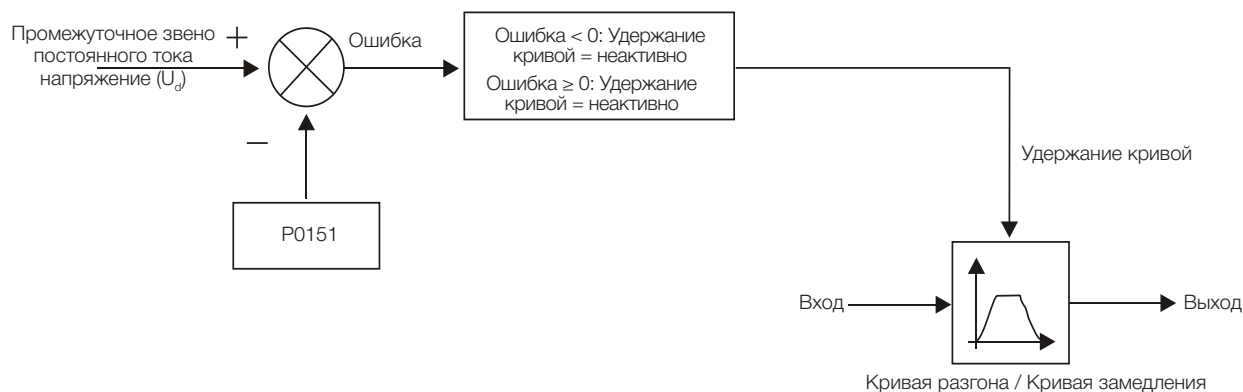 Промежуточное звено
постоянного тока
напряжение (Ud)
+
Ошибка
Ошибка < 0: Удержание
кривой = неактивно
Ошибка ≥ 0: Удержание
кривой = неактивно
—
P0151
Удержание кривой
Вход
Выход
Кривая разгона / Кривая замедления